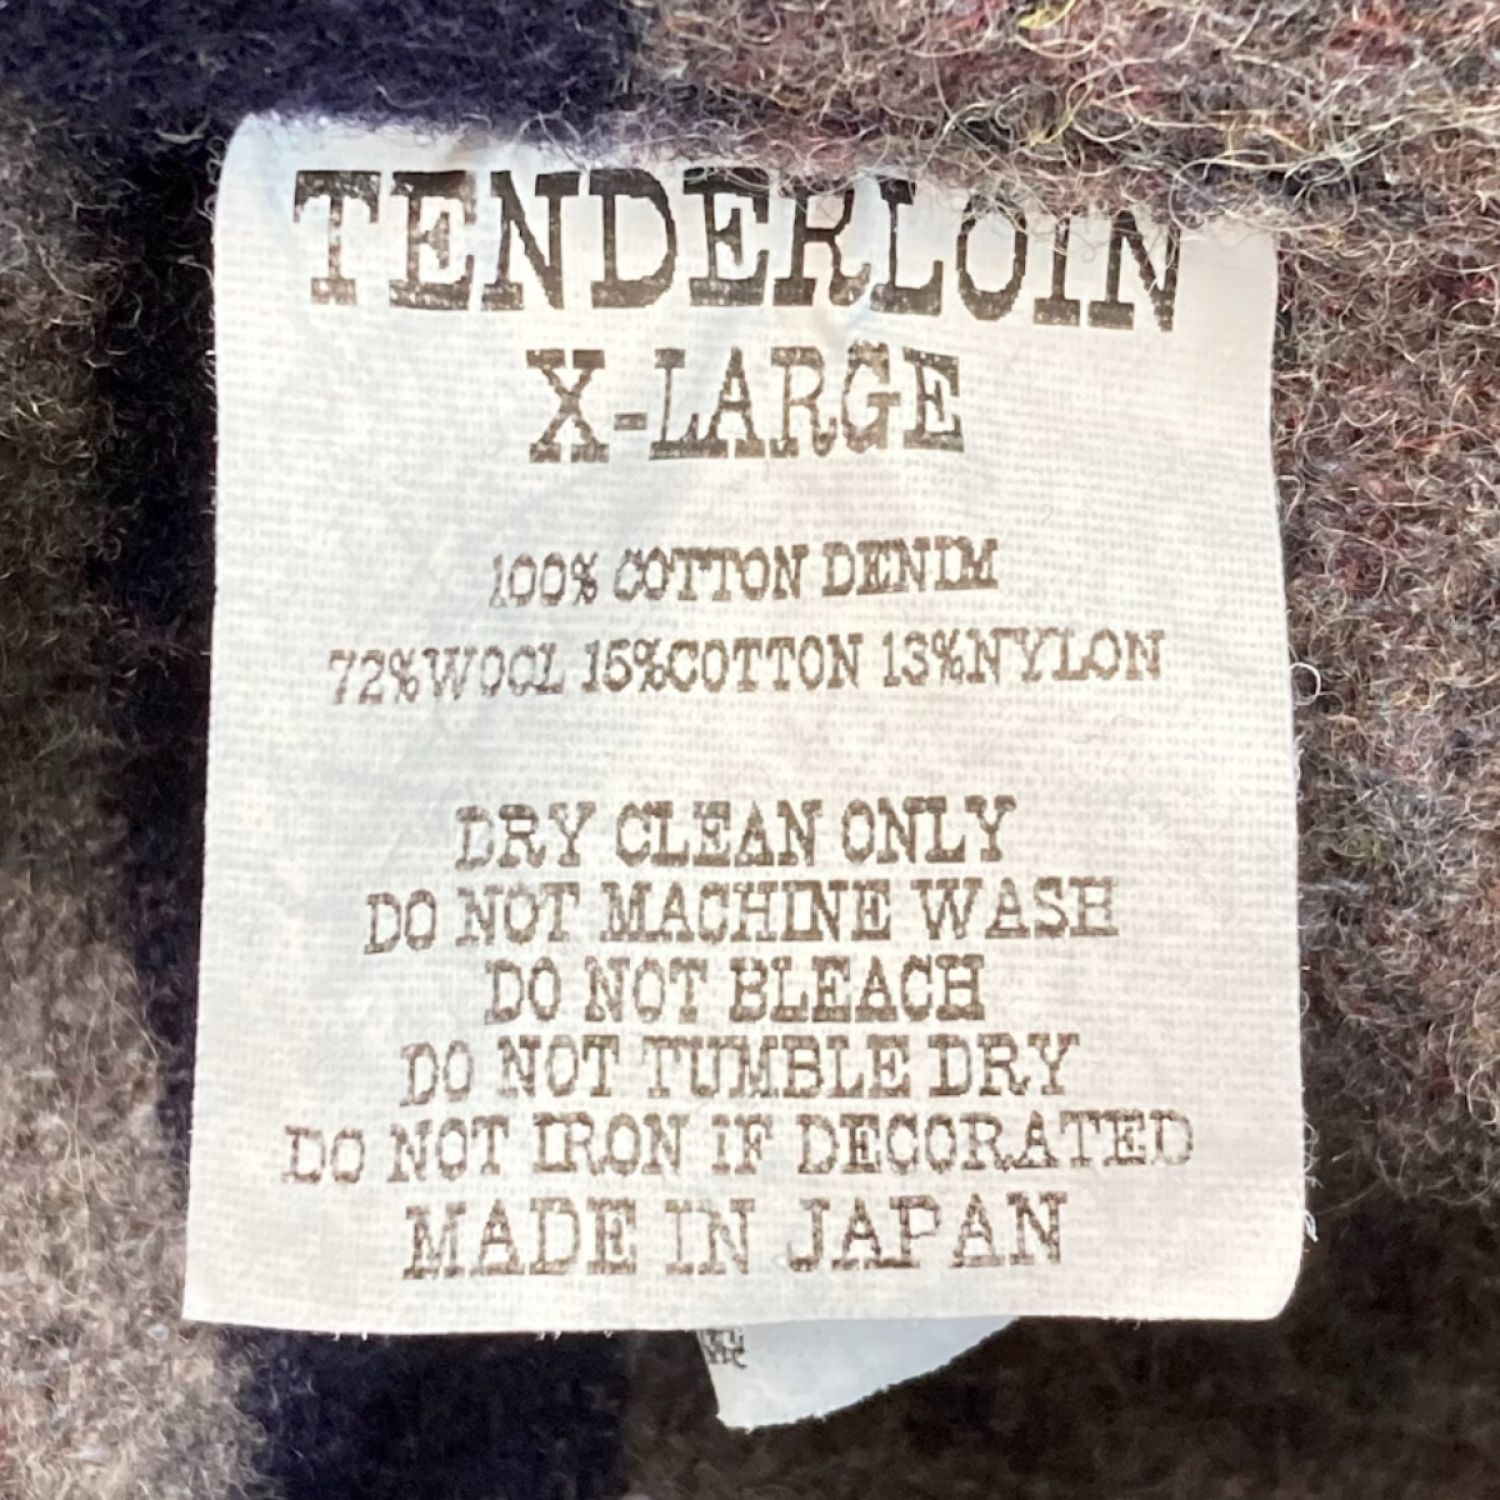 TENDERLOIN
X-LARGE
100% COTTON DENIM
72%WOOL 15%COTTON 13%NYLON
DRY CLEAN ONLY
DO NOT MACHINE WASH
DO NOT BLEACH
DO NOT TUMBLE DRY
DO NOT IRON IF DECORATED
MADE IN JAPAN